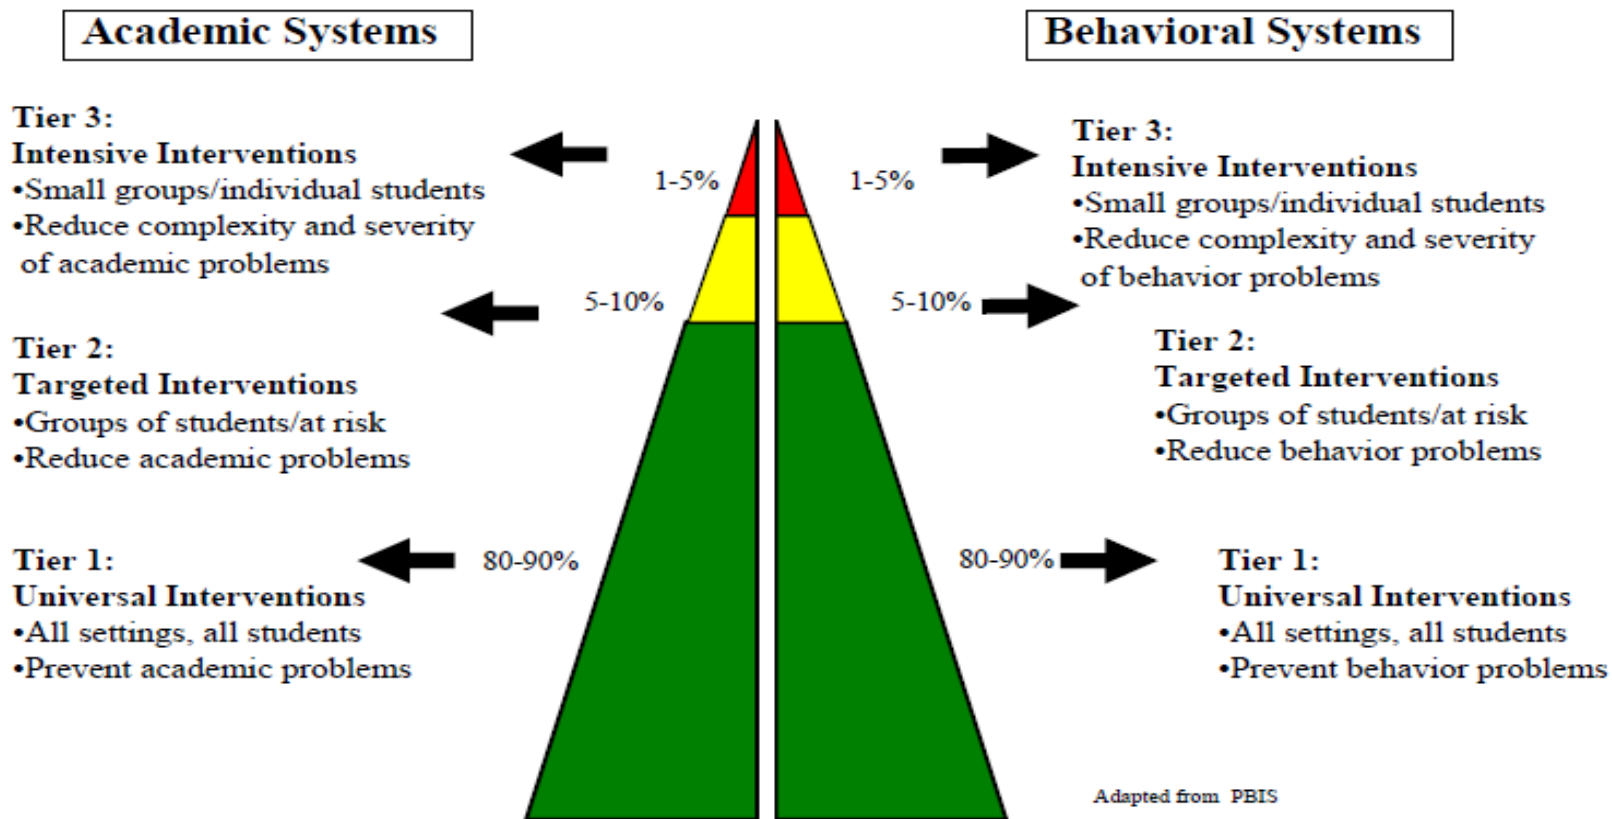 Academic Systems
Tier 3:
Intensive Interventions
•Small groups/individual students
•Reduce complexity and severity
of academic problems
1-5%
5-10%
Tier 2:
Targeted Interventions
•Groups of students/at risk
•Reduce academic problems
80-90%
Tier 1:
Universal Interventions
•All settings, all students
•Prevent academic problems
Behavioral Systems
1-5%
Tier 3:
Intensive Interventions
•Small groups/individual students
•Reduce complexity and severity
of behavior problems
5-10%
Tier 2:
Targeted Interventions
•Groups of students/at risk
•Reduce behavior problems
80-90%
Tier 1:
Universal Interventions
•All settings, all students
•Prevent behavior problems
Adapted from PBIS